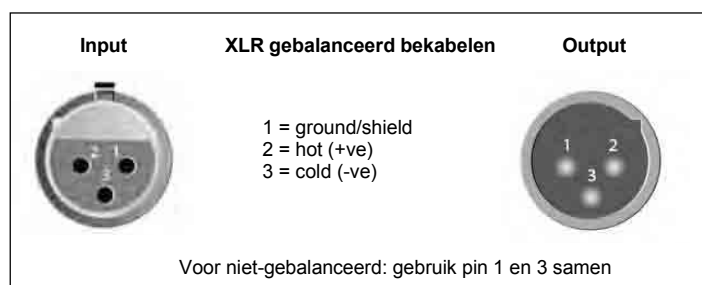 Input XLR gebalanceerd bekabelen Output
1 = ground/shield
2 = hot (+ve)
3 = cold (-ve)
2 1
3
1 2
3
Voor niet-gebalanceerd: gebruik pin 1 en 3 samen